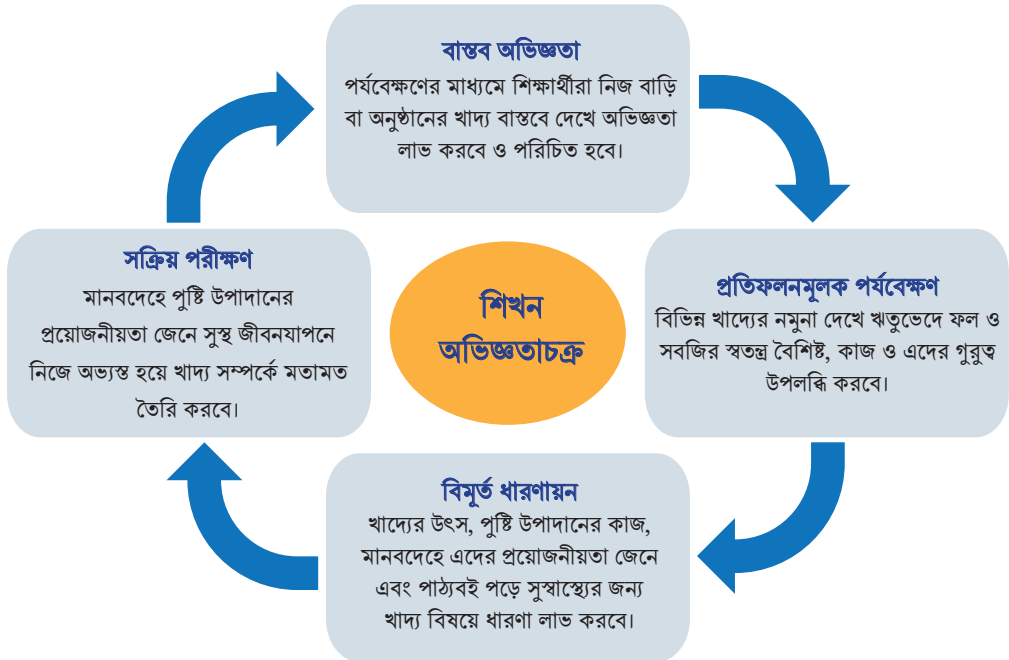 বাস্তব অভিজ্ঞতা
পর্যবেক্ষণের মাধ্যমে শিক্ষার্থীরা নিজ বাড়ি
বা অনুষ্ঠানের খাদ্য বাস্তবে দেখে অভিজ্ঞতা
লাভ করবে ও পরিচিত হবে।
প্রতিফলনমূলক পর্যবেক্ষণ
বিভিন্ন খাদ্যের নমুনা দেখে ঋতুভেদে ফল ও
সবজির স্বতন্ত্র বৈশিষ্ট, কাজ ও এদের গুরুত্ব
উপলব্ধি করবে।
বিমূর্ত ধারণায়ন
খাদ্যের উৎস, পুষ্টি উপাদানের কাজ,
মানবদেহে এদের প্রয়োজনীয়তা জেনে
এবং পাঠ্যবই পড়ে সুস্বাস্থ্যের জন্য
খাদ্য বিষয়ে ধারণা লাভ করবে।
সক্রিয় পরীক্ষণ
মানবদেহে পুষ্টি উপাদানের
প্রয়োজনীয়তা জেনে সুস্থ জীবনযাপনে
নিজে অভ্যস্ত হয়ে খাদ্য সম্পর্কে মতামত
তৈরি করবে।
শিখন
অভিজ্ঞতাচক্র